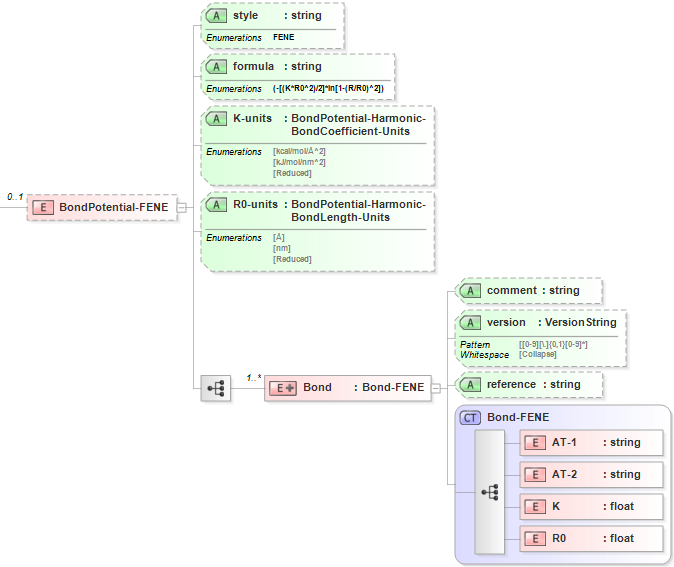 A style : string
Enumerations FENE
A formula : string
Enumerations (-[(K*R0^2)/2]*ln[1-(R/R0)^2])
A K-units : BondPotential-Harmonic-
BondCoefficient-Units
Enumerations [kcal/mol/Å^2]
[kJ/mol/nm^2]
[Reduced]
0..1
E BondPotential-FENE
A R0-units : BondPotential-Harmonic-
BondLength-Units
Enumerations [Å]
[nm]
[Reduced]
1..*
E Bond : Bond-FENE
A comment : string
A version : VersionString
Pattern [[0-9][\.]{0,1}[0-9]*]
Whitespace [Collapse]
A reference : string
CT Bond-FENE
E AT-1 : string
E AT-2 : string
E K : float
E R0 : float